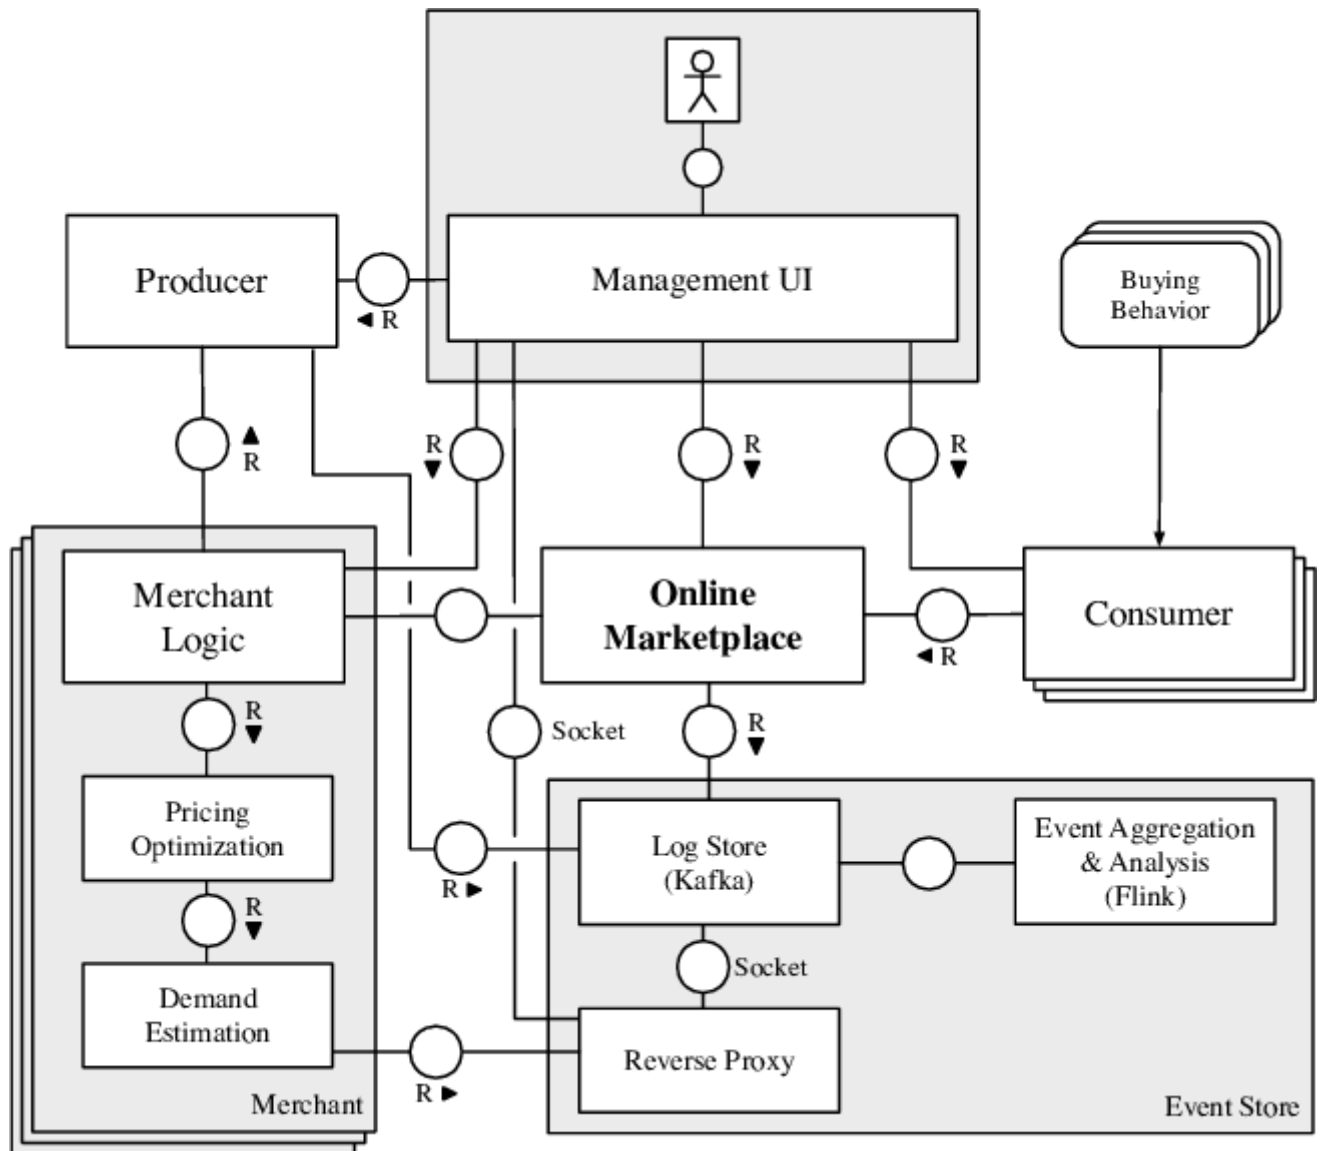 Producer
◄ R
Management UI
Buying
Behavior
▲
R
R
▼
R
▼
R
▼
Merchant
Logic
Online
Marketplace
◄ R
Consumer
R
▼
Socket
R
▼
Pricing
Optimization
R ►
Log Store
(Kafka)
Event Aggregation
& Analysis
(Flink)
R
▼
Socket
Demand
Estimation
R ►
Reverse Proxy
Merchant
Event Store